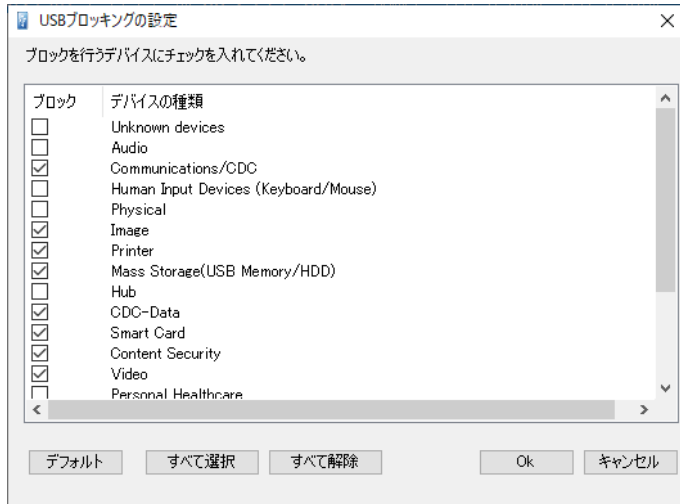 USBブロッキングの設定
ブロックを行うデバイスにチェックを入れてください。
ブロック デバイスの種類
Unknown devices
Audio
Communications/CDC
Human Input Devices (Keyboard/Mouse)
Physical
Image
Printer
Mass Storage(USB Memory/HDD)
Hub
CDC-Data
Smart Card
Content Security
Video
Personal Healthcare
デフォルト すべて選択 すべて解除 Ok キャンセル